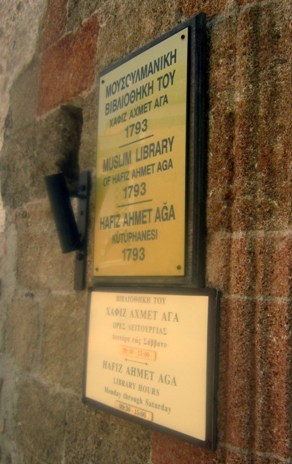 ΜΟΥΣΟΥΛΜΑΝΙΚΗ
ΒΙΒΛΙΟΘΗΚΗ ΤΟΥ
ΧΑΦΙΖ ΑΧΜΕΤ ΑΓΑ
1793
MUSLIM LIBRARY
OF HAFIZ AHMET AGA
1793
HAFIZ AHMET AĞA
KÜTÜPHANESI
1793
ΒΙΒΛΙΟΘΗΚΗ ΤΟΥ
ΧΑΦΙΖ ΑΧΜΕΤ ΑΓΑ
ΩΡΕΣ ΛΕΙΤΟΥΡΓΙΑΣ
HAFIZ AHMET AGA
LIBRARY HOURS
Monday through Saturday